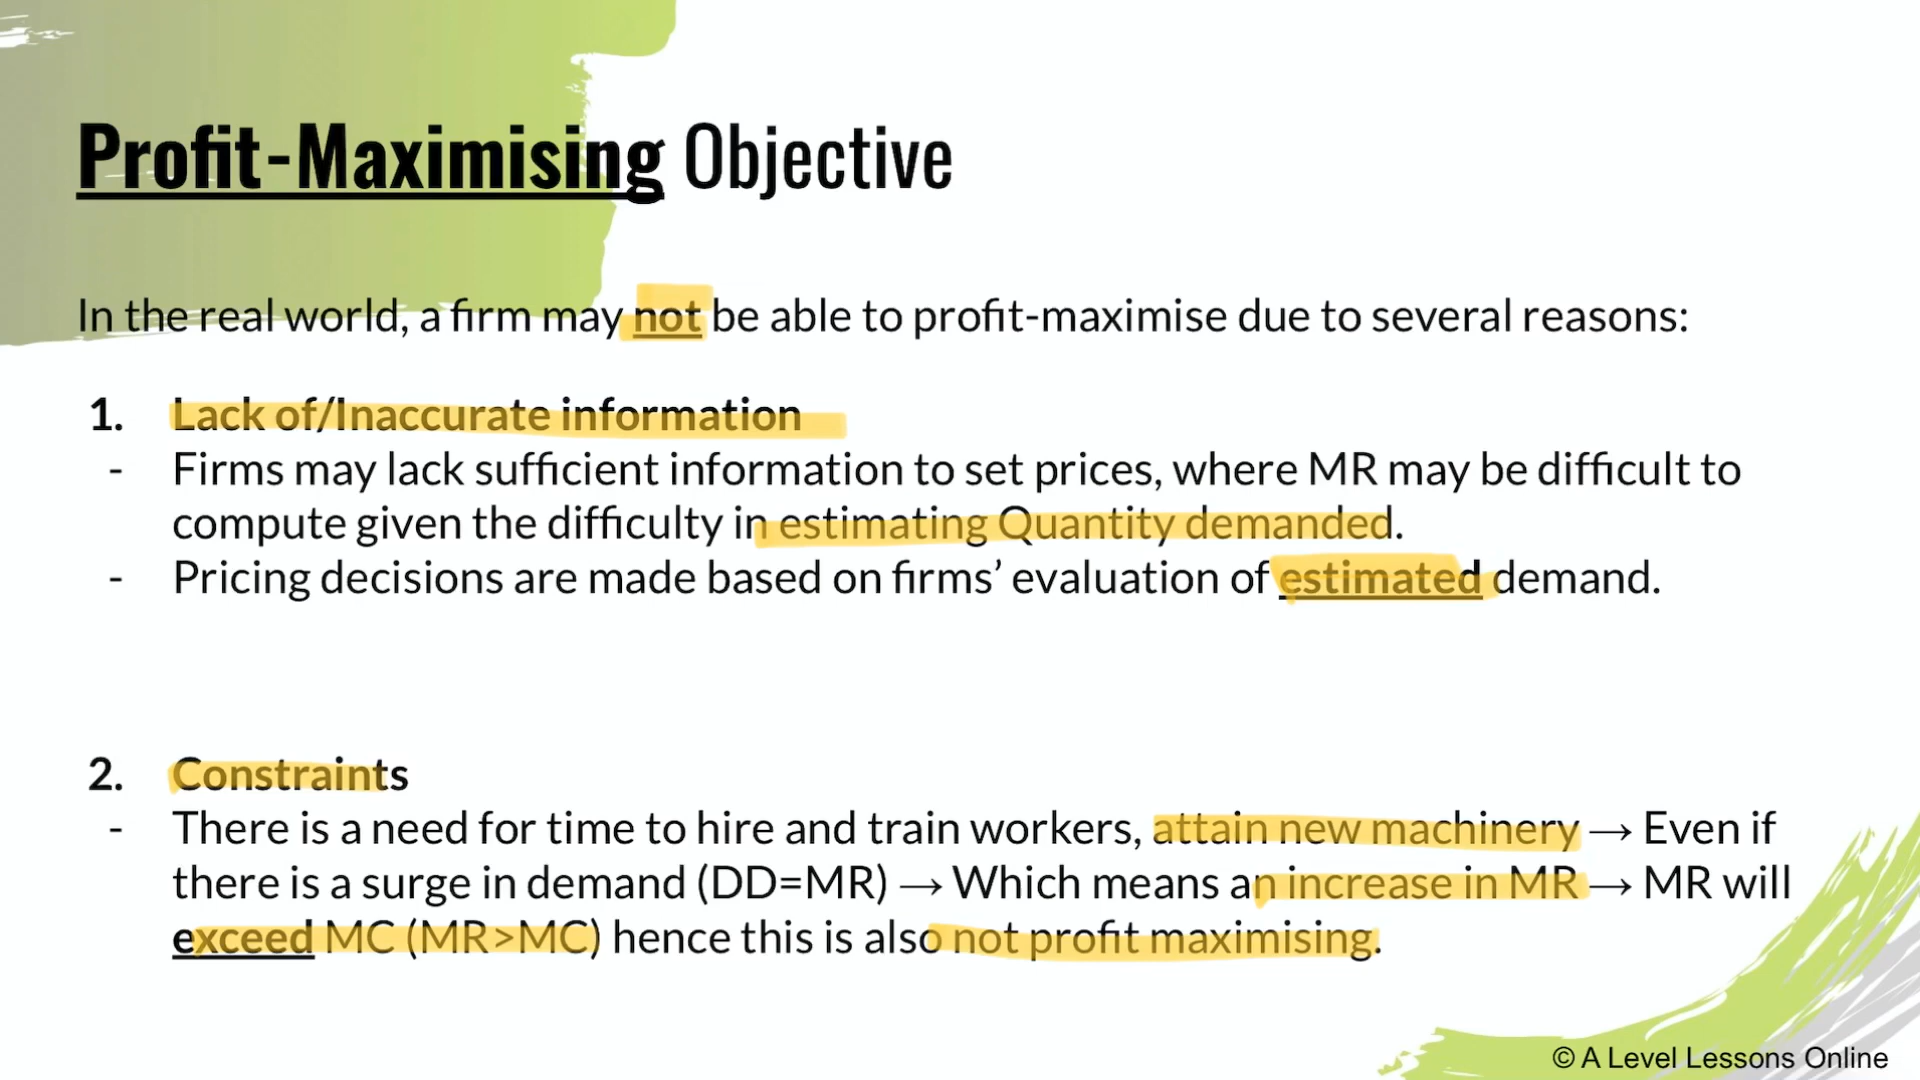 Profit-Maximising Objective
In the real world, a firm may not be able to profit-maximise due to several reasons:
1. Lack of/Inaccurate information
- Firms may lack sufficient information to set prices, where MR may be difficult to
compute given the difficulty in estimating Quantity demanded.
- Pricing decisions are made based on firms’ evaluation of estimated demand.
2. Constraints
- There is a need for time to hire and train workers, attain new machinery → Even if
there is a surge in demand (DD=MR) → Which means an increase in MR → MR will
exceed MC (MR>MC) hence this is also not profit maximising.
© A Level Lessons Online